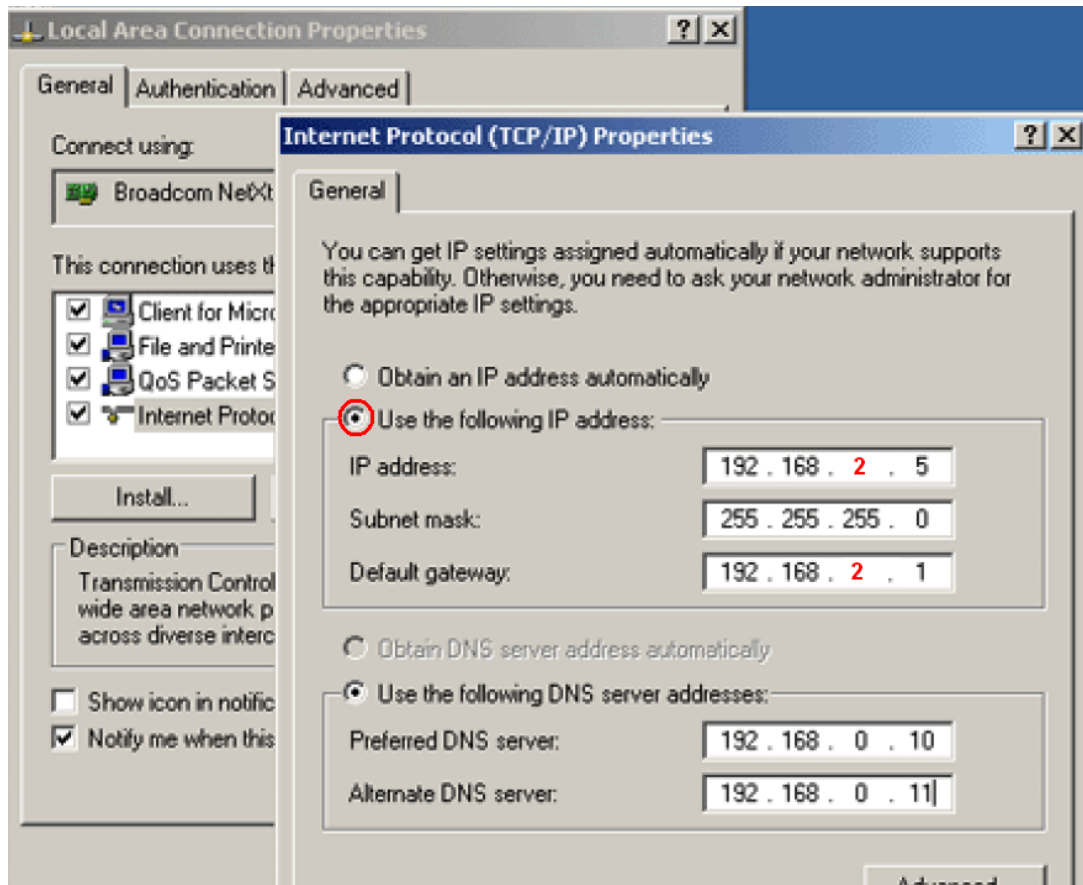 Local Area Connection Properties
General Authentication Advanced
Connect using:
Broadcom NetXt
This connection uses th
Client for Micro
File and Printe
QoS Packet S
Internet Protoc
Install...
Description
Transmission Control
wide area network p
across diverse interc
Show icon in notific
Notify me when this
Internet Protocol (TCP/IP) Properties
General
You can get IP settings assigned automatically if your network supports
this capability. Otherwise, you need to ask your network administrator for
the appropriate IP settings.
Obtain an IP address automatically
Use the following IP address:
IP address: 192 . 168 . 2 . 5
Subnet mask: 255 . 255 . 255 . 0
Default gateway: 192 . 168 . 2 . 1
Obtain DNS server address automatically
Use the following DNS server addresses:
Preferred DNS server: 192 . 168 . 0 . 10
Alternate DNS server: 192 . 168 . 0 . 11
Advanced...